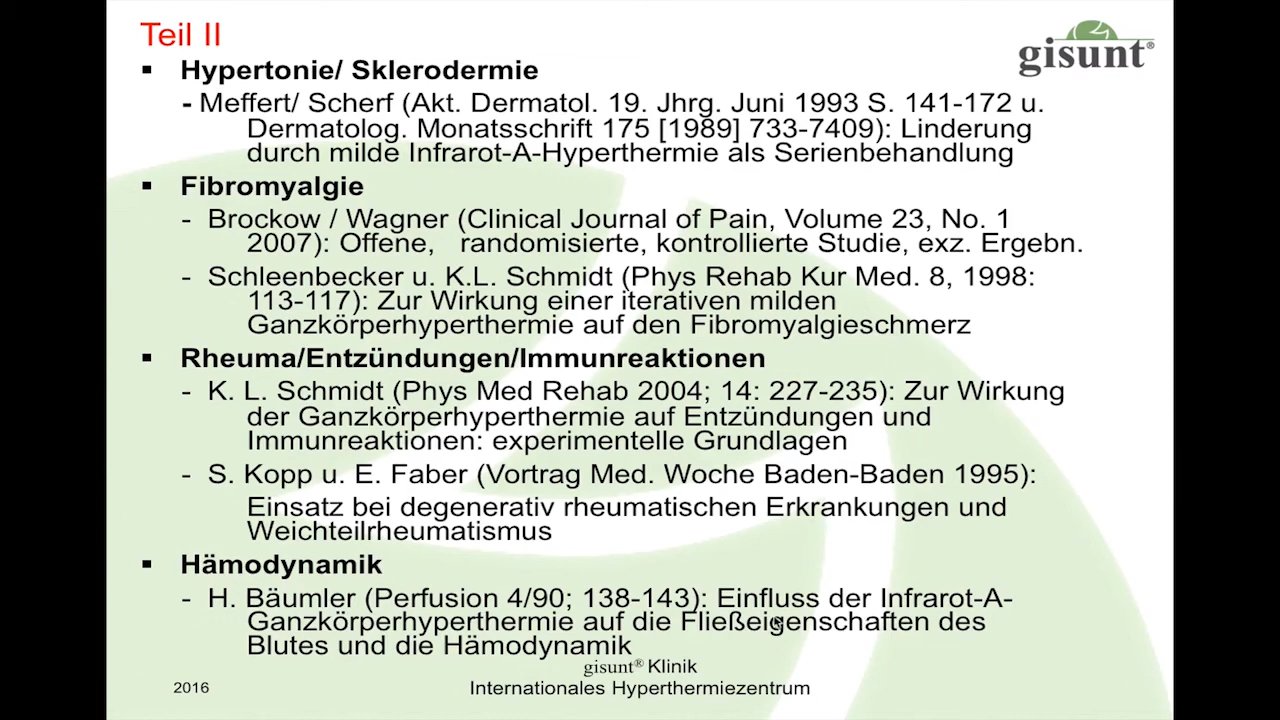 Teil II
gisunt®
▪ Hypertonie/ Sklerodermie
- Meffert/ Scherf (Akt. Dermatol. 19. Jhrg. Juni 1993 S. 141-172 u.
Dermatolog. Monatsschrift 175 [1989] 733-7409): Linderung
durch milde Infrarot-A-Hyperthermie als Serienbehandlung
▪ Fibromyalgie
- Brockow / Wagner (Clinical Journal of Pain, Volume 23, No. 1
2007): Offene, randomisierte, kontrollierte Studie, exz. Ergebn.
- Schleenbecker u. K.L. Schmidt (Phys Rehab Kur Med. 8, 1998:
113-117): Zur Wirkung einer iterativen milden
Ganzkörperhyperthermie auf den Fibromyalgieschmerz
▪ Rheuma/Entzündungen/Immunreaktionen
- K. L. Schmidt (Phys Med Rehab 2004; 14: 227-235): Zur Wirkung
der Ganzkörperhyperthermie auf Entzündungen und
Immunreaktionen: experimentelle Grundlagen
- S. Kopp u. E. Faber (Vortrag Med. Woche Baden-Baden 1995):
Einsatz bei degenerativ rheumatischen Erkrankungen und
Weichteilrheumatismus
▪ Hämodynamik
- H. Bäumler (Perfusion 4/90; 138-143): Einfluss der Infrarot-A-
Ganzkörperhyperthermie auf die Fließeigenschaften des
Blutes und die Hämodynamik
gisunt® Klinik
2016
Internationales Hyperthermiezentrum